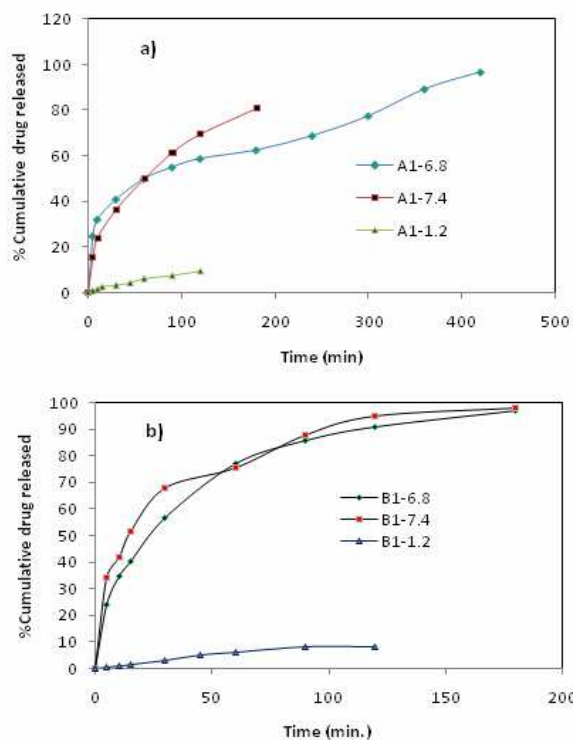 120
100
80
60
40
20
0
% Cumulative drug released
a)
A1-6.8
A1-7.4
A1-1.2
0 100 200 300 400 500
Time (min)
100
90
80
70
60
50
40
30
20
10
0
%Cumulative drug released
b)
B1-6.8
B1-7.4
B1-1.2
0 50 100 150 200
Time (min.)